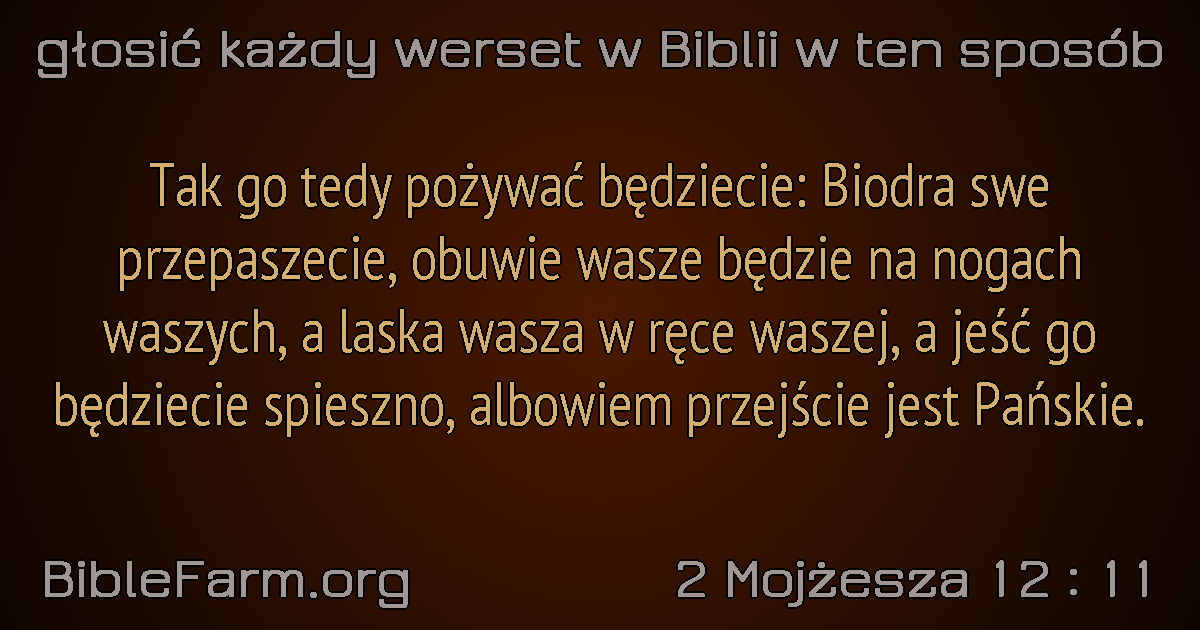 głosić każdy werset w Biblii w ten sposób
Tak go tedy pożywać będziecie: Biodra swe
przepaszecie, obuwie wasze będzie na nogach
waszych, a laska wasza w ręce waszej, a jeść go
będziecie spieszno, albowiem przejście jest Pańskie.
BibleFarm.org
2 Mojżesza 12 : 11